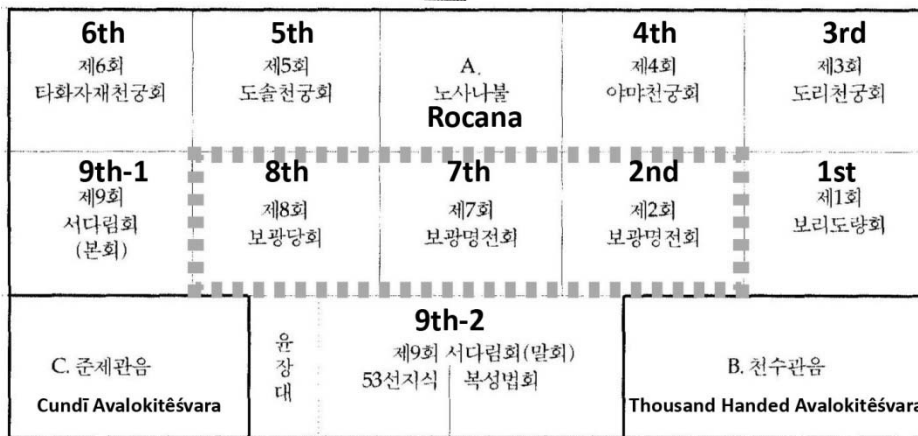 6th
제6회
타화자재천궁회
5th
제5회
도솔천궁회
A.
노사나불
Rocana
4th
제4회
야먀천궁회
3rd
제3회
도리천궁회
9th-1
제9회
서다림회
(본회)
8th
제8회
보광당회
7th
제7회
보광명전회
2nd
제2회
보광명전회
1st
제1회
보리도량회
C. 준제관음
Cundī Avalokitêśvara
윤
장
대
9th-2
제9회 서다림회(말회)
53선지식
복성법회
B. 천수관음
Thousand Handed Avalokitêśvara